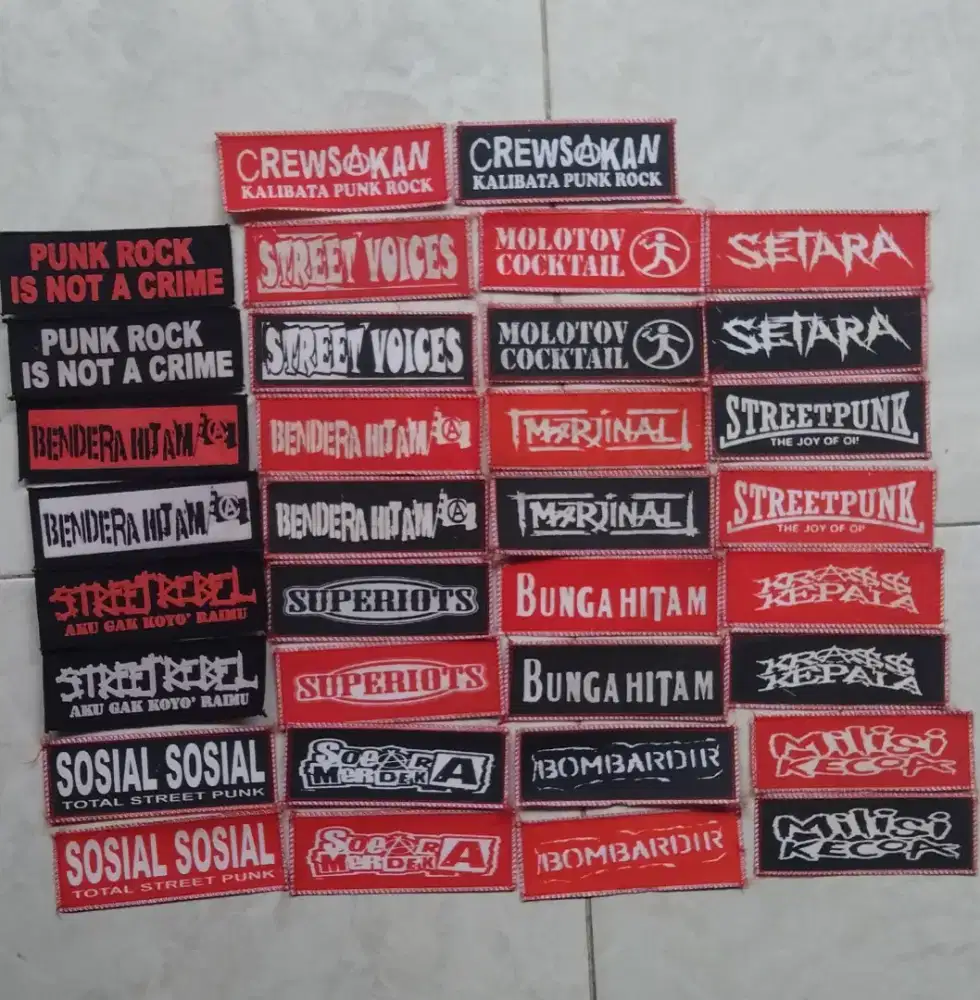 CREWSAKAN
KALIBATA PUNK ROCK
CREWSAKAN
KALIBATA PUNK ROCK
PUNK ROCK
IS NOT A CRIME
STREET VOICES
MOLOTOV
COCKTAIL
SETARA
PUNK ROCK
IS NOT A CRIME
STREET VOICES
MOLOTOV
COCKTAIL
SETARA
BENDERA HITAM A
BENDERA HITAM A
MARJINAL
STREETPUNK
THE JOY OF OI!
BENDERA HITAM A
BENDERA HITAM A
MARJINAL
STREETPUNK
THE JOY OF OI!
STREET REBEL
AKU GAK KOYO' RAIMU
SUPERIOTS
BUNGA HITAM
KRASSS
KEPALA
STREET REBEL
AKU GAK KOYO' RAIMU
SUPERIOTS
BUNGA HITAM
KRASSS
KEPALA
SOSIAL SOSIAL
TOTAL STREET PUNK
SOEARA
MERDEKA
BOMBARDIR
MiLiSi
KECOA
SOSIAL SOSIAL
TOTAL STREET PUNK
SOEARA
MERDEKA
BOMBARDIR
MiLiSi
KECOA